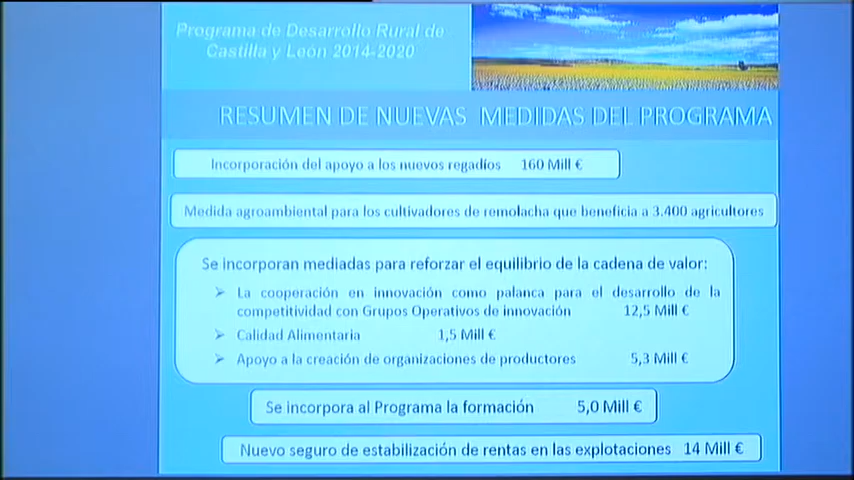 Programa de Desarrollo Rural de
Castilla y León 2014-2020
RESUMEN DE NUEVAS MEDIDAS DEL PROGRAMA
Incorporación del apoyo a los nuevos regadíos 160 Mill €
Medida agroambiental para los cultivadores de remolacha que beneficia a 3.400 agricultores
Se incorporan mediadas para reforzar el equilibrio de la cadena de valor:
➤ La cooperación en innovación como palanca para el desarrollo de la
competitividad con Grupos Operativos de innovación 12,5 Mill €
➤ Calidad Alimentaria 1,5 Mill €
➤ Apoyo a la creación de organizaciones de productores 5,3 Mill €
Se incorpora al Programa la formación 5,0 Mill €
Nuevo seguro de estabilización de rentas en las explotaciones 14 Mill €